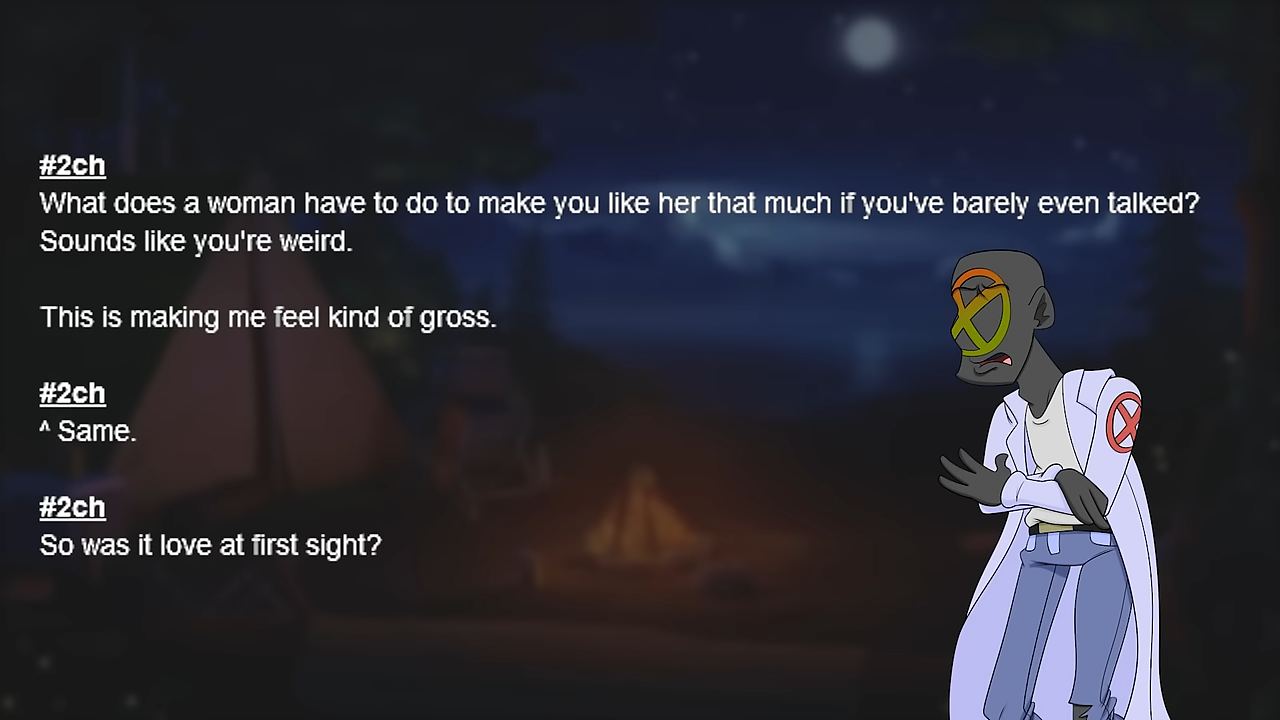 #2ch
What does a woman have to do to make you like her that much if you've barely even talked?
Sounds like you're weird.
This is making me feel kind of gross.
#2ch
^ Same.
#2ch
So was it love at first sight?